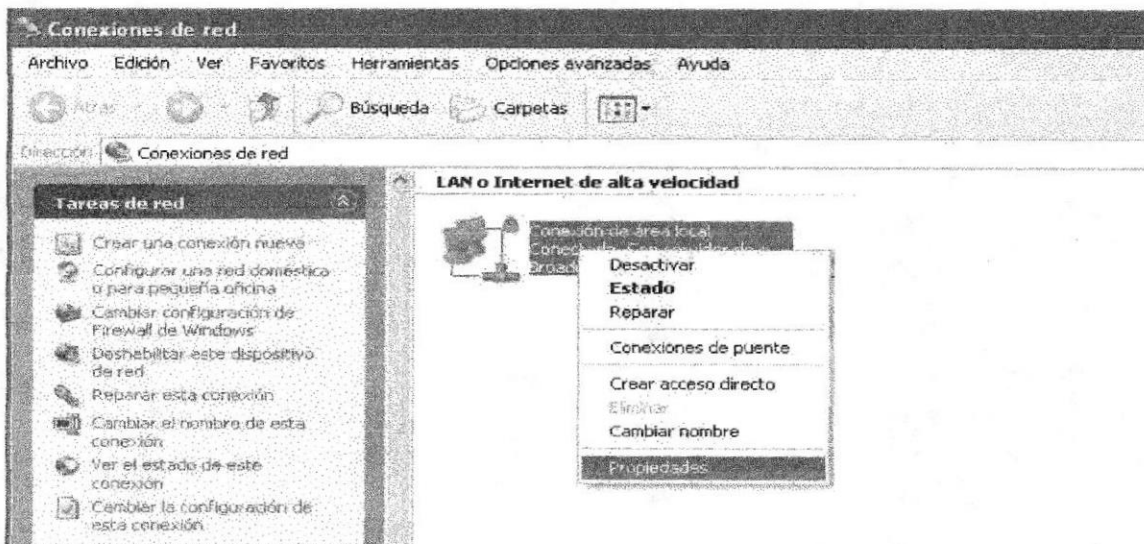 Conexiones de red
Archivo Edición Ver Favoritos Herramientas Opciones avanzadas Ayuda
Atrás Búsqueda Carpetas
Dirección Conexiones de red
Tareas de red
Crear una conexión nueva
Configurar una red doméstica
o para pequeña oficina
Cambiar configuración de
Firewall de Windows
Deshabilitar este dispositivo
de red
Reparar esta conexión
Cambiar el nombre de esta
conexión
Ver el estado de este
conexión
Cambiar la configuración de
esta conexión
LAN o Internet de alta velocidad
Conexión de área local
Desactivar
Estado
Reparar
Conexiones de puente
Crear acceso directo
Eliminar
Cambiar nombre
Propiedades